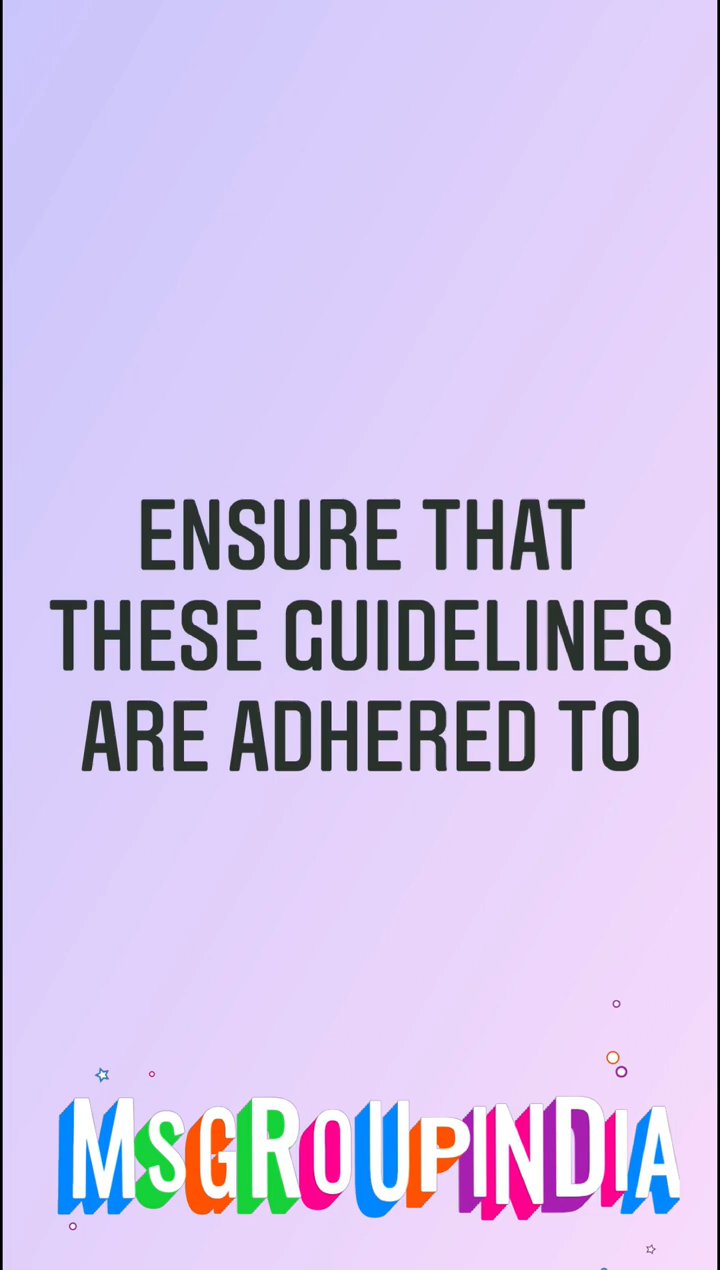 ENSURE THAT
THESE GUIDELINES
ARE ADHERED TO
MSGROUPINDIA